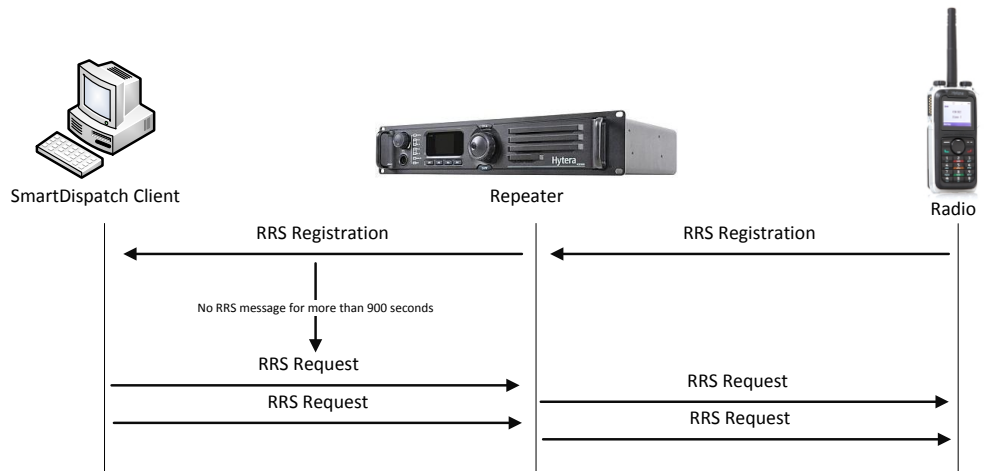 Hytera
SmartDispatch Client
Repeater
Radio
RRS Registration
RRS Registration
No RRS message for more than 900 seconds
RRS Request
RRS Request
RRS Request
RRS Request